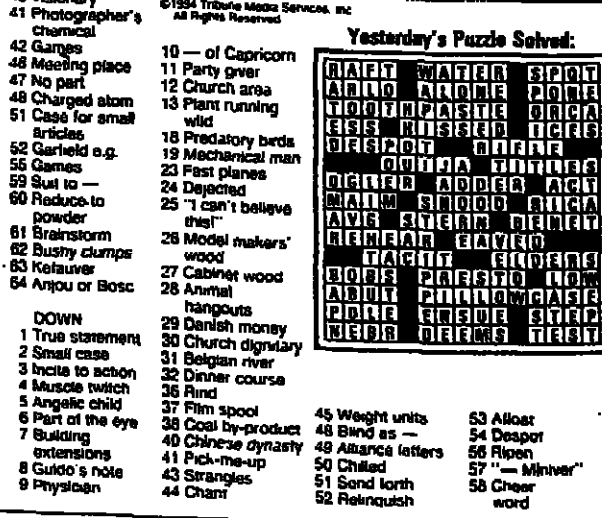 41 Photographer's
chemical
42 Games
46 Meeting place
47 No part
48 Charged atom
51 Case for small
articles
52 Garfield e.g.
55 Games
59 Suit to —
60 Reduce to
powder
61 Brainstorm
62 Bushy clumps
63 Kefauver
64 Anjou or Bosc
DOWN
1 True statement
2 Small case
3 Incite to action
4 Muscle twitch
5 Angelic child
6 Part of the eye
7 Building
extensions
8 Guido's note
9 Physician
©1994 Tribune Media Services, Inc
All Rights Reserved
10 — of Capricorn
11 Party giver
12 Church area
13 Plant running
wild
18 Predatory birds
19 Mechanical man
23 Fast planes
24 Dejected
25 "I can't believe
this!"
26 Model makers'
wood
27 Cabinet wood
28 Animal
hangouts
29 Danish money
30 Church dignitary
31 Belgian river
32 Dinner course
36 Rind
37 Film spool
38 Coal by-product
40 Chinese dynasty
41 Pick-me-up
43 Strangles
44 Chant
Yesterday's Puzzle Solved:
RAFT WATER SPOT
ARLO ALONE PONE
TOOTHPASTE ORCA
ESS HISSED ICES
DESPOT RIFLE
OUIJA TITLES
OGLER ADDER ACT
MAIM SNOOD RICA
AVE STERN BENET
REHEAR EAVED
TACIT ELDERS
BOBS PRESTO LOW
ABUT PILLOWCASE
POLE ENSUE STEP
NEBR DEEMS TEST
45 Weight units
48 Blind as —
49 Alliance letters
50 Chilled
51 Send forth
52 Relinquish
53 Afloat
54 Despot
56 Ripen
57 "— Miniver"
58 Cheer
word